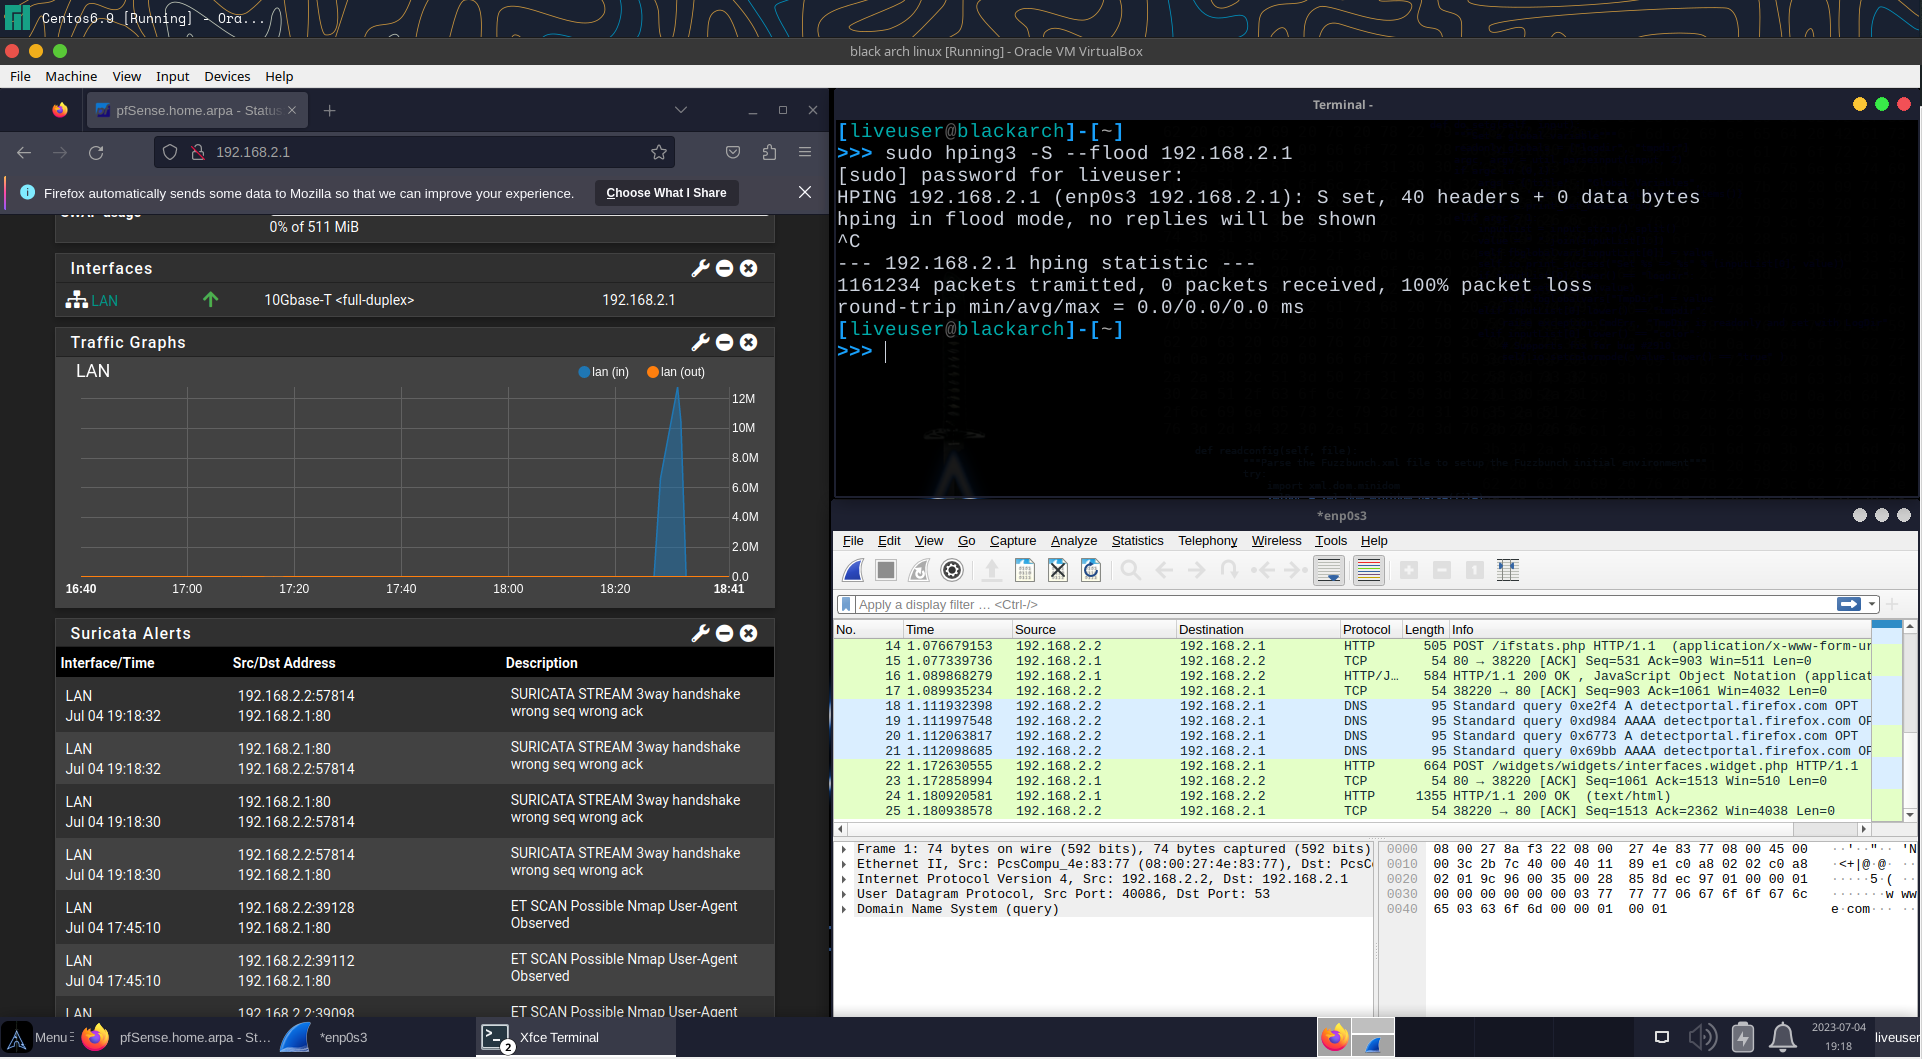 Centos6.9 [Running] - Ora...
black arch linux [Running] - Oracle VM VirtualBox
File Machine View Input Devices Help
pfSense.home.arpa - Status
192.168.2.1
Firefox automatically sends some data to Mozilla so that we can improve your experience. Choose What I Share
0% of 511 MiB
Interfaces
LAN 10Gbase-T <full-duplex> 192.168.2.1
Traffic Graphs
LAN
lan (in) lan (out)
12M
10M
8.0M
6.0M
4.0M
2.0M
0.0
16:40 17:00 17:20 17:40 18:00 18:20 18:41
Suricata Alerts
Interface/Time Src/Dst Address Description
LAN 192.168.2.2:57814 SURICATA STREAM 3way handshake
Jul 04 19:18:32 192.168.2.1:80 wrong seq wrong ack
LAN 192.168.2.1:80 SURICATA STREAM 3way handshake
Jul 04 19:18:32 192.168.2.2:57814 wrong seq wrong ack
LAN 192.168.2.1:80 SURICATA STREAM 3way handshake
Jul 04 19:18:30 192.168.2.2:57814 wrong seq wrong ack
LAN 192.168.2.2:57814 SURICATA STREAM 3way handshake
Jul 04 19:18:30 192.168.2.1:80 wrong seq wrong ack
LAN 192.168.2.2:39128 ET SCAN Possible Nmap User-Agent
Jul 04 17:45:10 192.168.2.1:80 Observed
LAN 192.168.2.2:39112 ET SCAN Possible Nmap User-Agent
Jul 04 17:45:10 192.168.2.1:80 Observed
LAN 192.168.2.2:39098 ET SCAN Possible Nmap User-Agent
Terminal -
[liveuser@blackarch]-[~]
>>> sudo hping3 -S --flood 192.168.2.1
[sudo] password for liveuser:
HPING 192.168.2.1 (enp0s3 192.168.2.1): S set, 40 headers + 0 data bytes
hping in flood mode, no replies will be shown
^C
--- 192.168.2.1 hping statistic ---
1161234 packets tramitted, 0 packets received, 100% packet loss
round-trip min/avg/max = 0.0/0.0/0.0 ms
[liveuser@blackarch]-[~]
>>>
*enp0s3
File Edit View Go Capture Analyze Statistics Telephony Wireless Tools Help
Apply a display filter … <Ctrl-/>
No. Time Source Destination Protocol Length Info
14 1.076679153 192.168.2.2 192.168.2.1 HTTP 505 POST /ifstats.php HTTP/1.1 (application/x-www-form-ur
15 1.077339736 192.168.2.1 192.168.2.2 TCP 54 80 → 38220 [ACK] Seq=531 Ack=903 Win=511 Len=0
16 1.089868279 192.168.2.1 192.168.2.2 HTTP/J… 584 HTTP/1.1 200 OK , JavaScript Object Notation (applicat
17 1.089935234 192.168.2.2 192.168.2.1 TCP 54 38220 → 80 [ACK] Seq=903 Ack=1061 Win=4032 Len=0
18 1.111932398 192.168.2.2 192.168.2.1 DNS 95 Standard query 0xe2f4 A detectportal.firefox.com OPT
19 1.111997548 192.168.2.2 192.168.2.1 DNS 95 Standard query 0xd984 AAAA detectportal.firefox.com OP
20 1.112063817 192.168.2.2 192.168.2.1 DNS 95 Standard query 0x6773 A detectportal.firefox.com OPT
21 1.112098685 192.168.2.2 192.168.2.1 DNS 95 Standard query 0x69bb AAAA detectportal.firefox.com OP
22 1.172630555 192.168.2.2 192.168.2.1 HTTP 664 POST /widgets/widgets/interfaces.widget.php HTTP/1.1
23 1.172858994 192.168.2.1 192.168.2.2 TCP 54 80 → 38220 [ACK] Seq=1061 Ack=1513 Win=510 Len=0
24 1.180920581 192.168.2.1 192.168.2.2 HTTP 1355 HTTP/1.1 200 OK (text/html)
25 1.180938578 192.168.2.2 192.168.2.1 TCP 54 38220 → 80 [ACK] Seq=1513 Ack=2362 Win=4038 Len=0
Frame 1: 74 bytes on wire (592 bits), 74 bytes captured (592 bits)
Ethernet II, Src: PcsCompu_4e:83:77 (08:00:27:4e:83:77), Dst: PcsC
Internet Protocol Version 4, Src: 192.168.2.2, Dst: 192.168.2.1
User Datagram Protocol, Src Port: 40086, Dst Port: 53
Domain Name System (query)
0000 08 00 27 8a f3 22 08 00 27 4e 83 77 08 00 45 00 ··'··"·· 'N
0010 00 3c 2b 7c 40 00 40 11 89 e1 c0 a8 02 02 c0 a8 ·<+|@·@· ··
0020 02 01 9c 96 00 35 00 28 85 8d ec 97 01 00 00 01 ·····5·( ··
0030 00 00 00 00 00 00 03 77 77 77 06 67 6f 6f 67 6c ·······w ww
0040 65 03 63 6f 6d 00 00 01 00 01 e·com··· ··
Menu pfSense.home.arpa - St... *enp0s3 2 Xfce Terminal
2023-07-04
19:18
liveuser